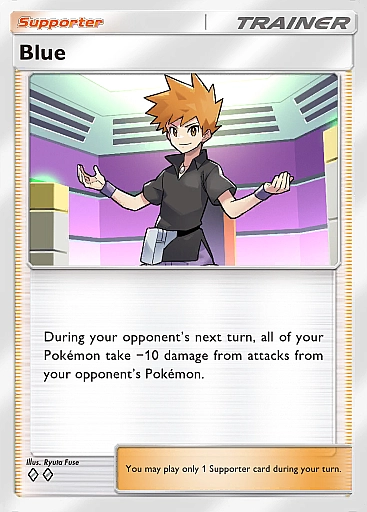 Supporter
TRAINER
Blue
During your opponent's next turn, all of your
Pokémon take −10 damage from attacks from
your opponent's Pokémon.
Illus. Ryuta Fuse
You may play only 1 Supporter card during your turn.